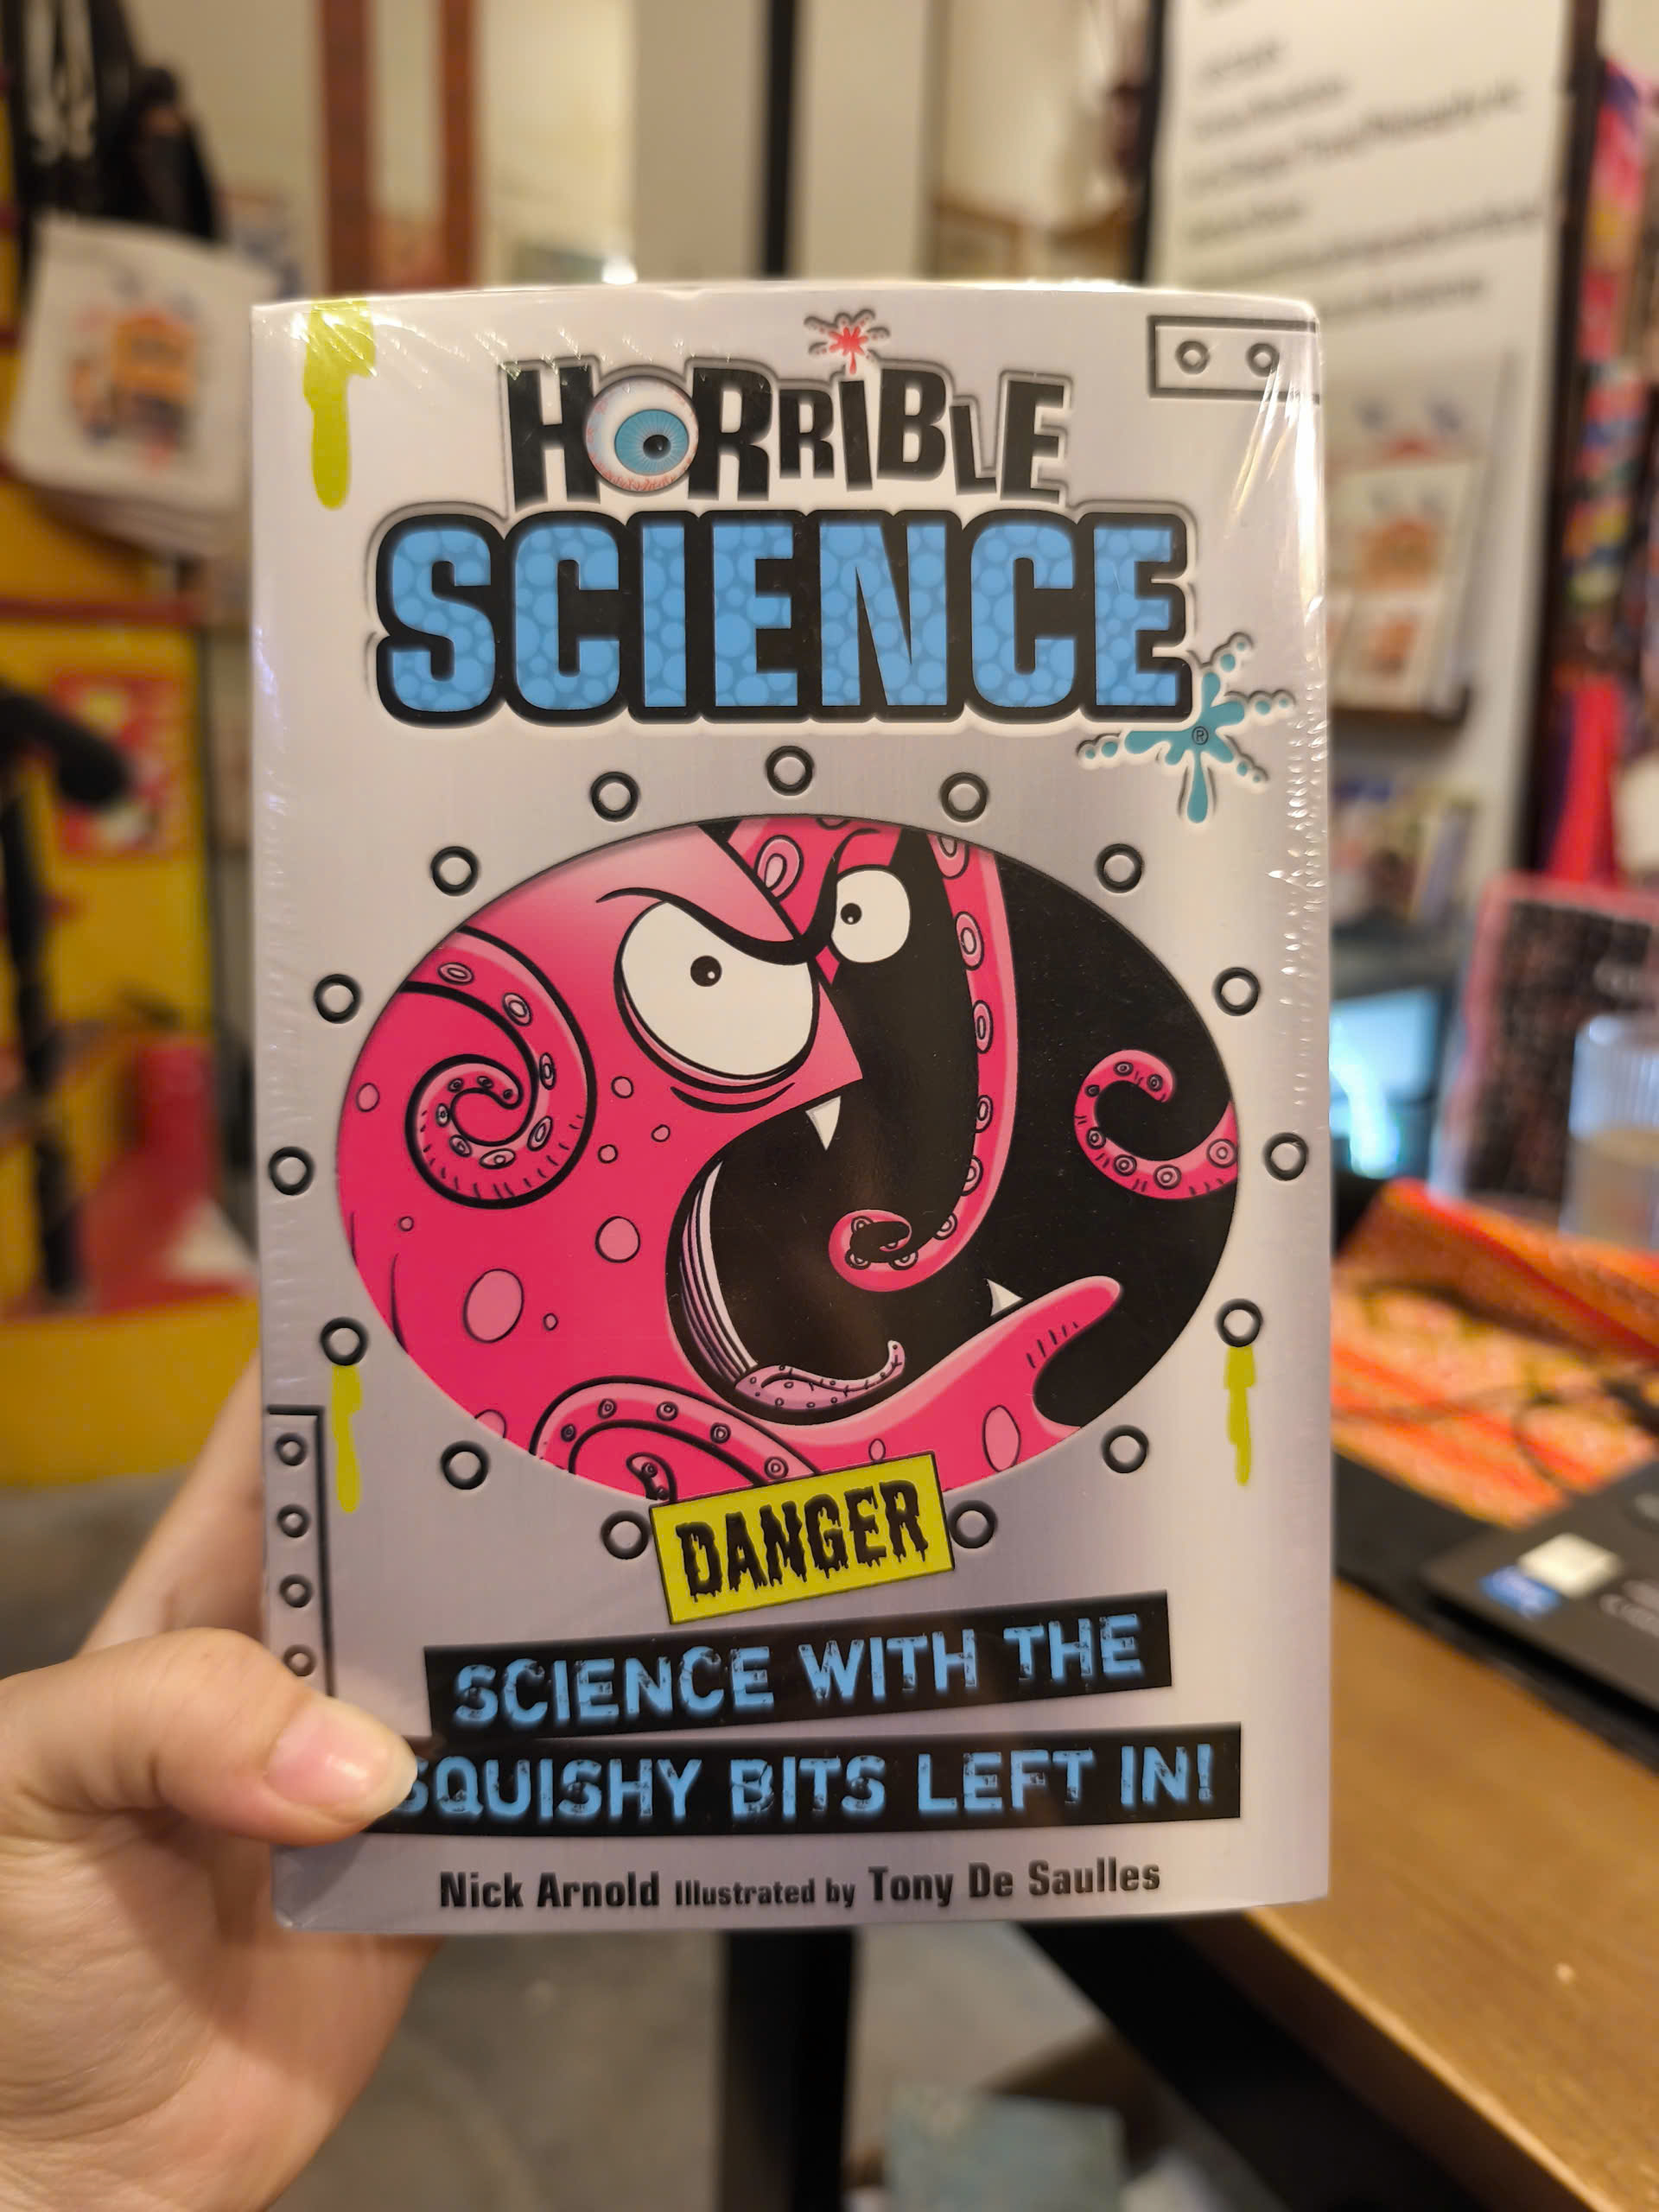 HORRIBLE
SCIENCE
®
DANGER
SCIENCE WITH THE
SQUISHY BITS LEFT IN!
Nick Arnold Illustrated by Tony De Saulles